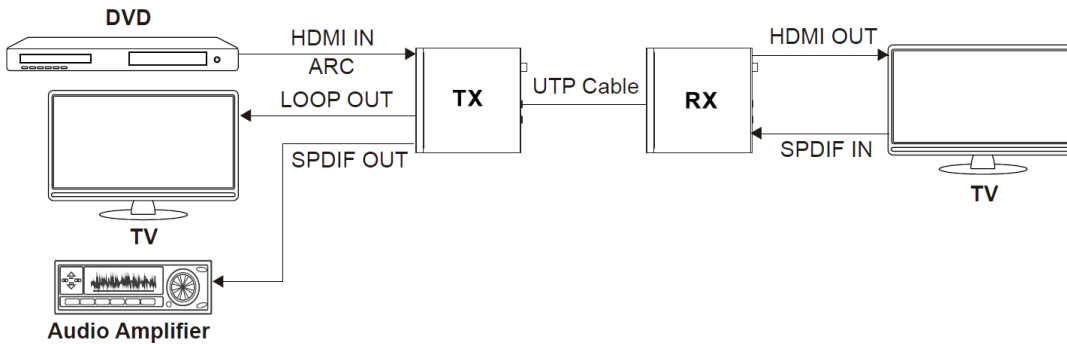 DVD
HDMI IN
ARC
LOOP OUT
SPDIF OUT
TV
Audio Amplifier
TX
UTP Cable
RX
HDMI OUT
SPDIF IN
TV